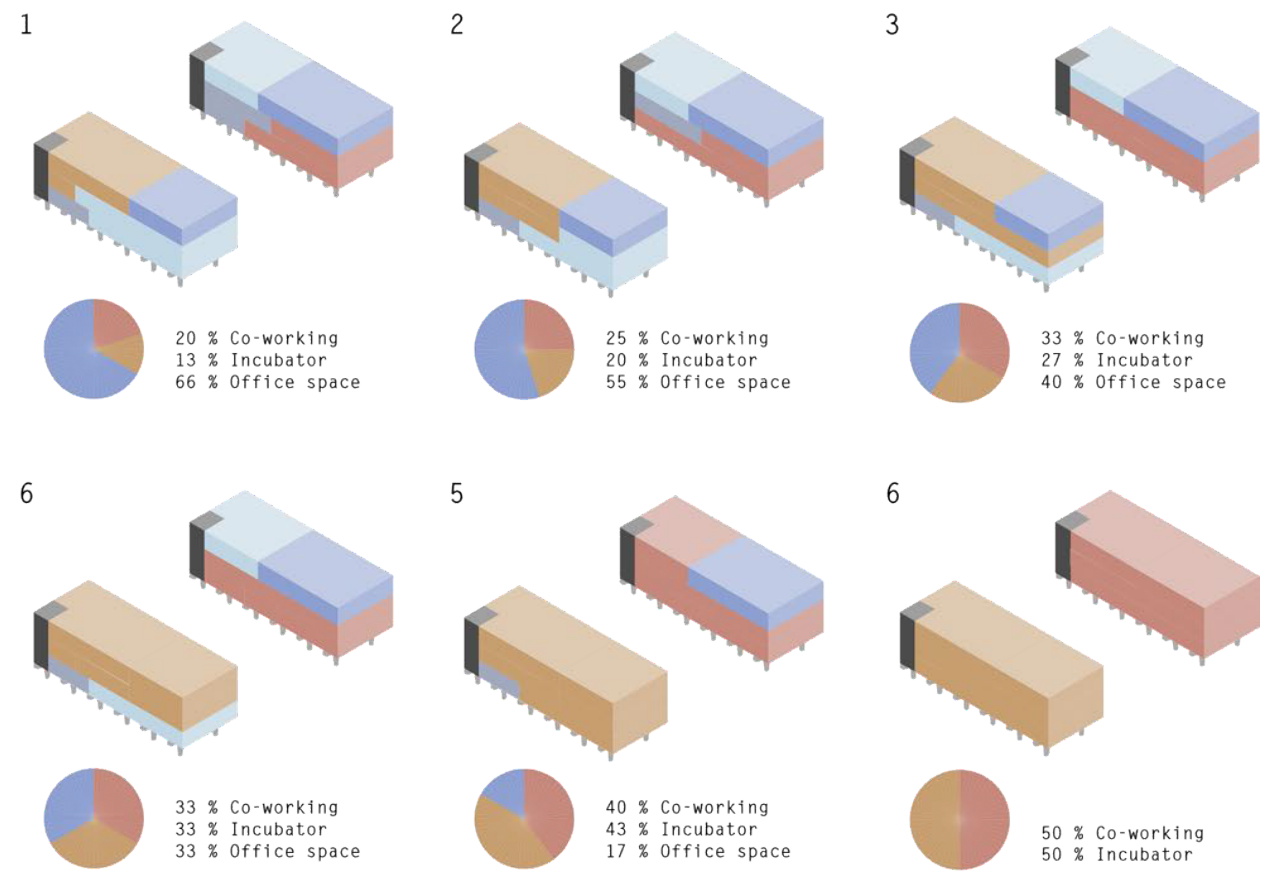 1
20 % Co-working
13 % Incubator
66 % Office space
2
25 % Co-working
20 % Incubator
55 % Office space
3
33 % Co-working
27 % Incubator
40 % Office space
6
33 % Co-working
33 % Incubator
33 % Office space
5
40 % Co-working
43 % Incubator
17 % Office space
6
50 % Co-working
50 % Incubator